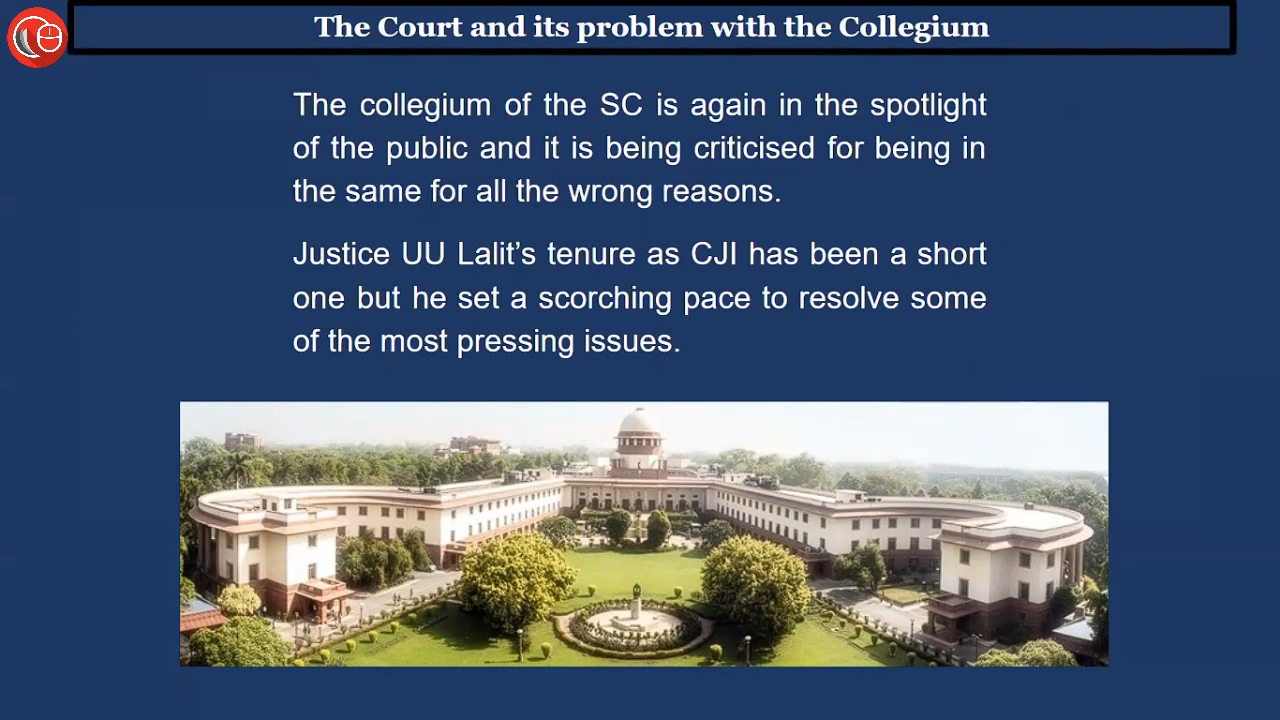 The Court and its problem with the Collegium
The collegium of the SC is again in the spotlight
of the public and it is being criticised for being in
the same for all the wrong reasons.
Justice UU Lalit’s tenure as CJI has been a short
one but he set a scorching pace to resolve some
of the most pressing issues.